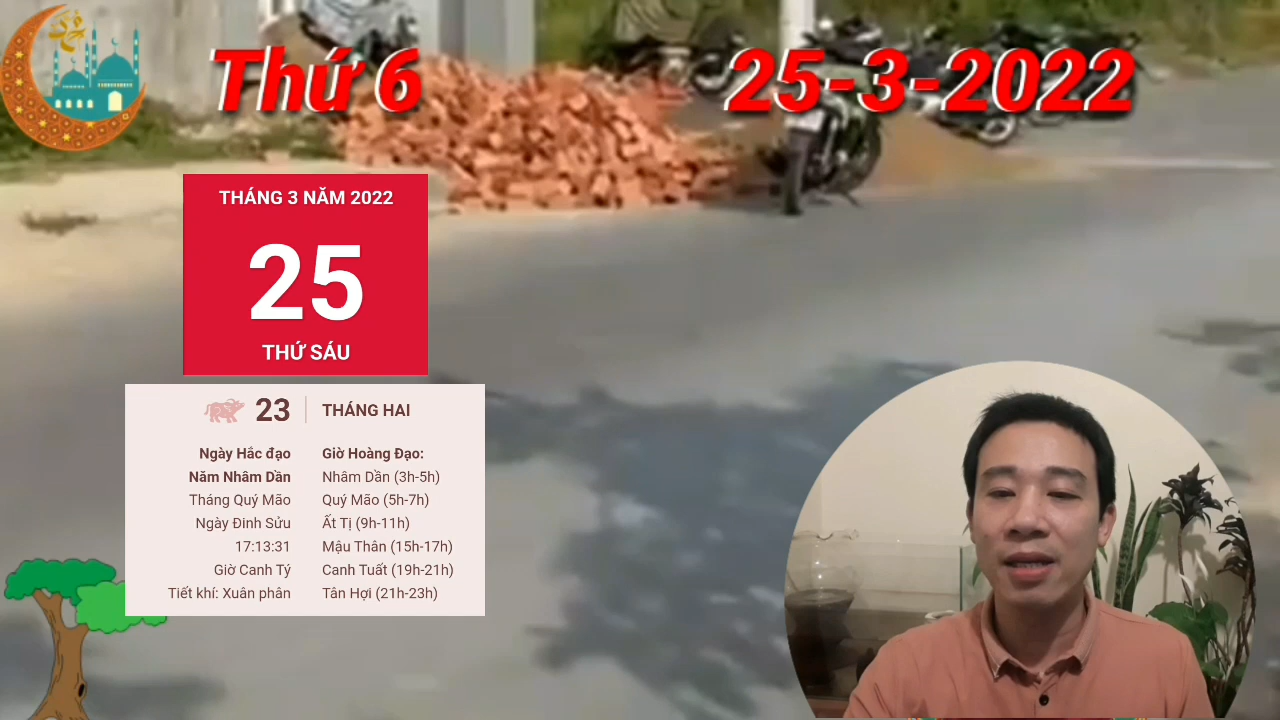 Thứ 6
25-3-2022
THÁNG 3 NĂM 2022
25
THỨ SÁU
23
THÁNG HAI
Ngày Hắc đạo
Năm Nhâm Dần
Tháng Quý Mão
Ngày Đinh Sửu
17:13:31
Giờ Canh Tý
Tiết khí: Xuân phân
Giờ Hoàng Đạo:
Nhâm Dần (3h-5h)
Quý Mão (5h-7h)
Ất Tị (9h-11h)
Mậu Thân (15h-17h)
Canh Tuất (19h-21h)
Tân Hợi (21h-23h)